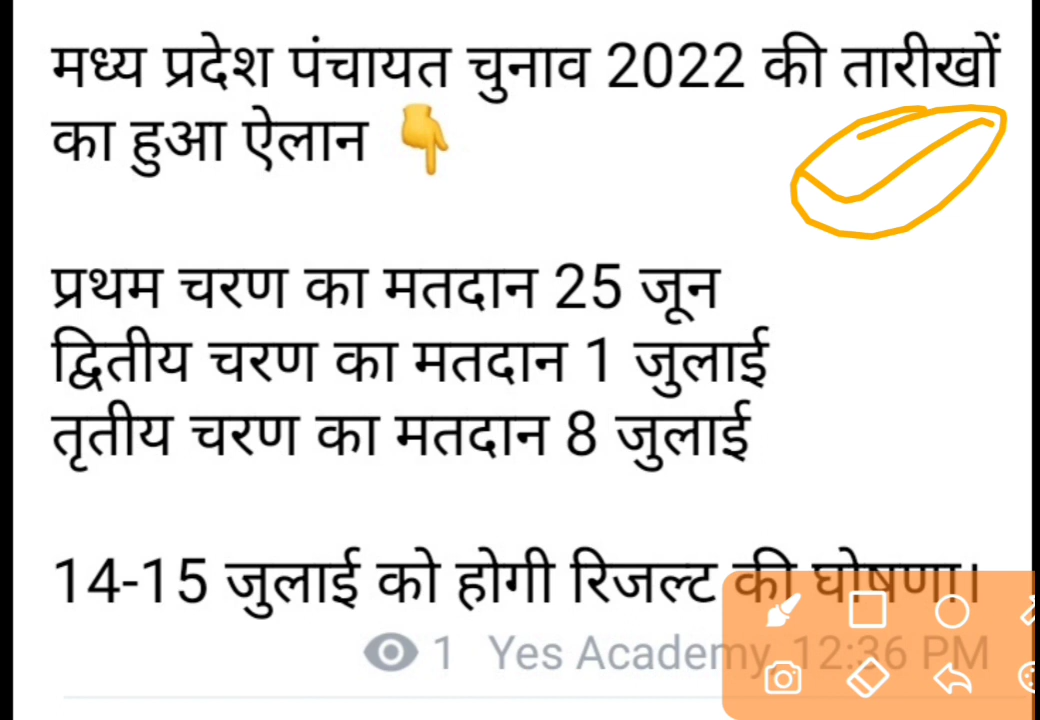 मध्य प्रदेश पंचायत चुनाव 2022 की तारीखों
का हुआ ऐलान 👇
प्रथम चरण का मतदान 25 जून
द्वितीय चरण का मतदान 1 जुलाई
तृतीय चरण का मतदान 8 जुलाई
14-15 जुलाई को होगी रिजल्ट की घोषणा।
1 Yes Academy, 12:36 PM